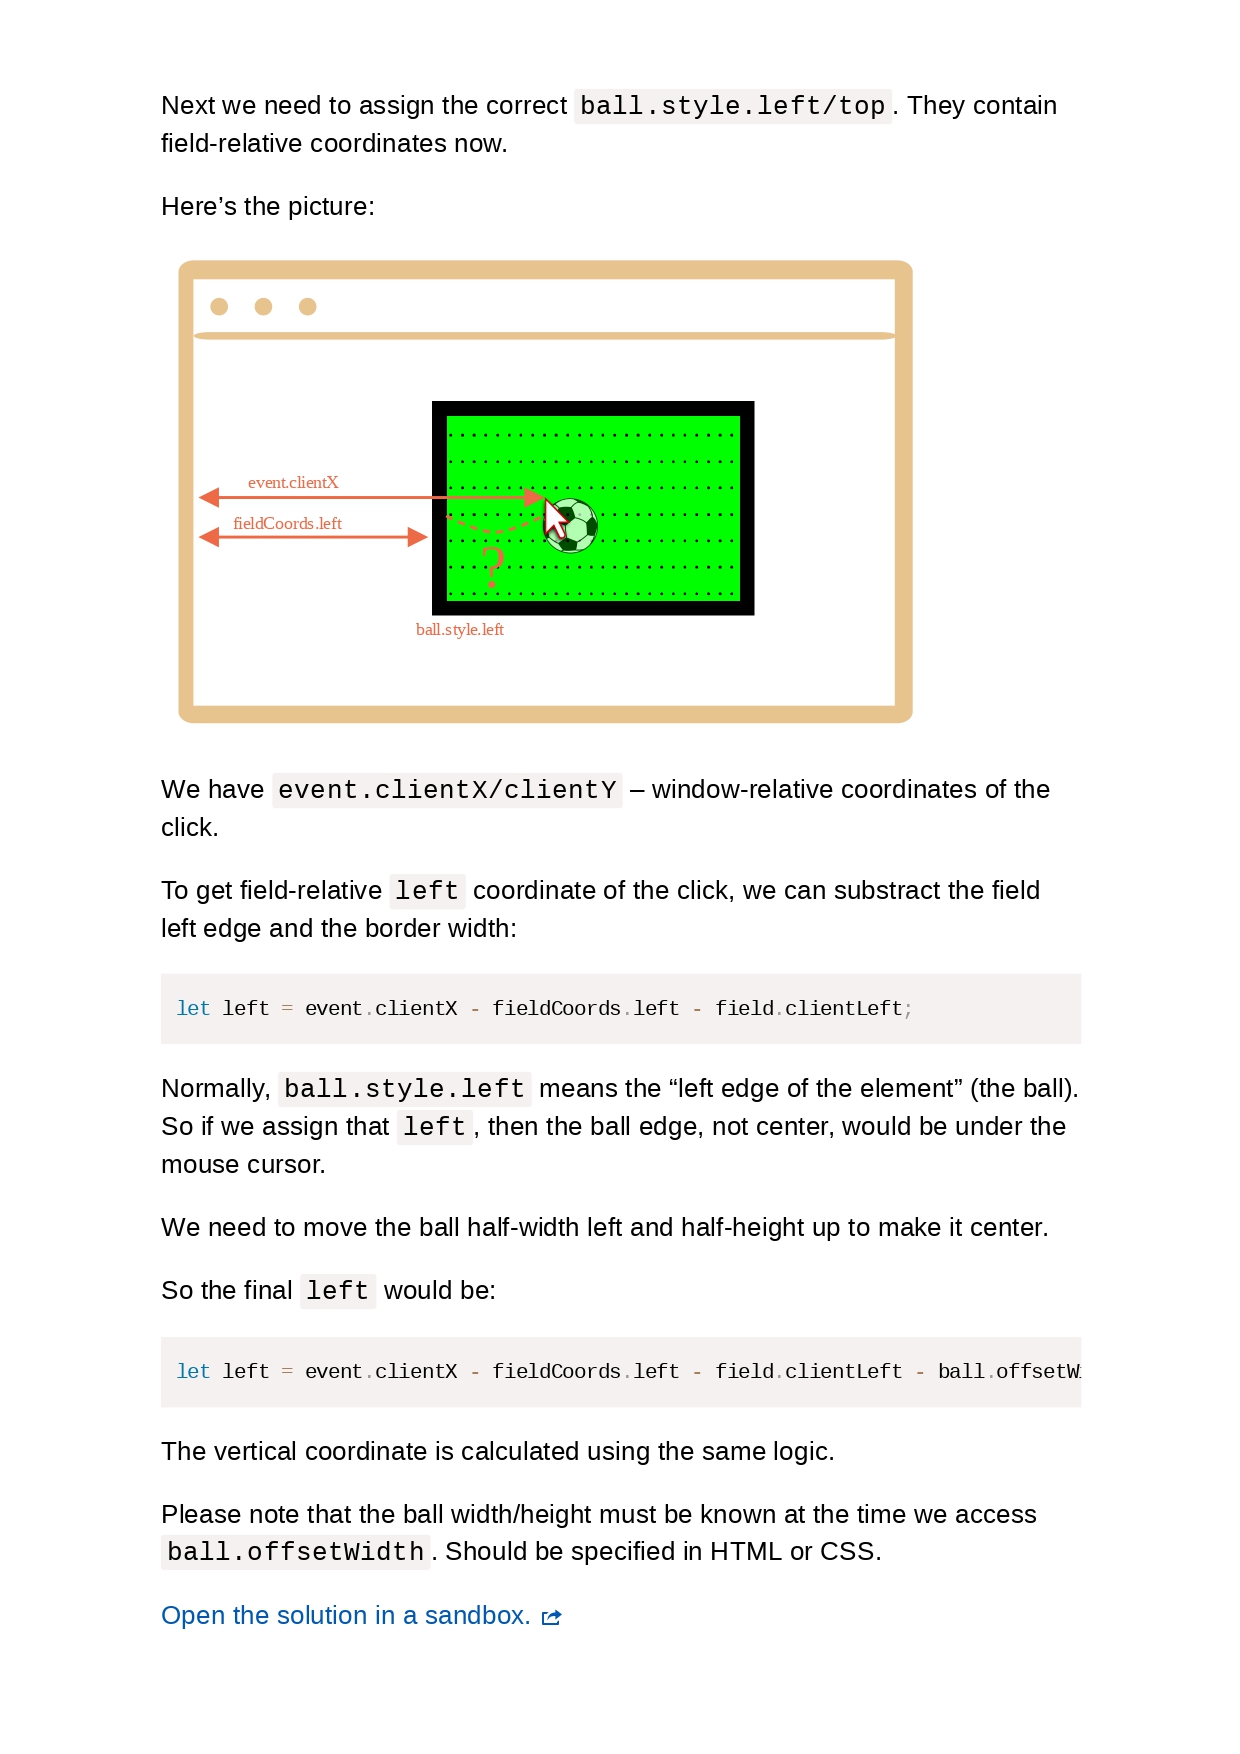 Next we need to assign the correct ball.style.left/top. They contain
field-relative coordinates now.
Here’s the picture:
event.clientX
fieldCoords.left
?
ball.style.left
We have event.clientX/clientY – window-relative coordinates of the
click.
To get field-relative left coordinate of the click, we can substract the field
left edge and the border width:
let left = event.clientX - fieldCoords.left - field.clientLeft;
Normally, ball.style.left means the “left edge of the element” (the ball).
So if we assign that left, then the ball edge, not center, would be under the
mouse cursor.
We need to move the ball half-width left and half-height up to make it center.
So the final left would be:
let left = event.clientX - fieldCoords.left - field.clientLeft - ball.offsetWi
The vertical coordinate is calculated using the same logic.
Please note that the ball width/height must be known at the time we access
ball.offsetWidth. Should be specified in HTML or CSS.
Open the solution in a sandbox.